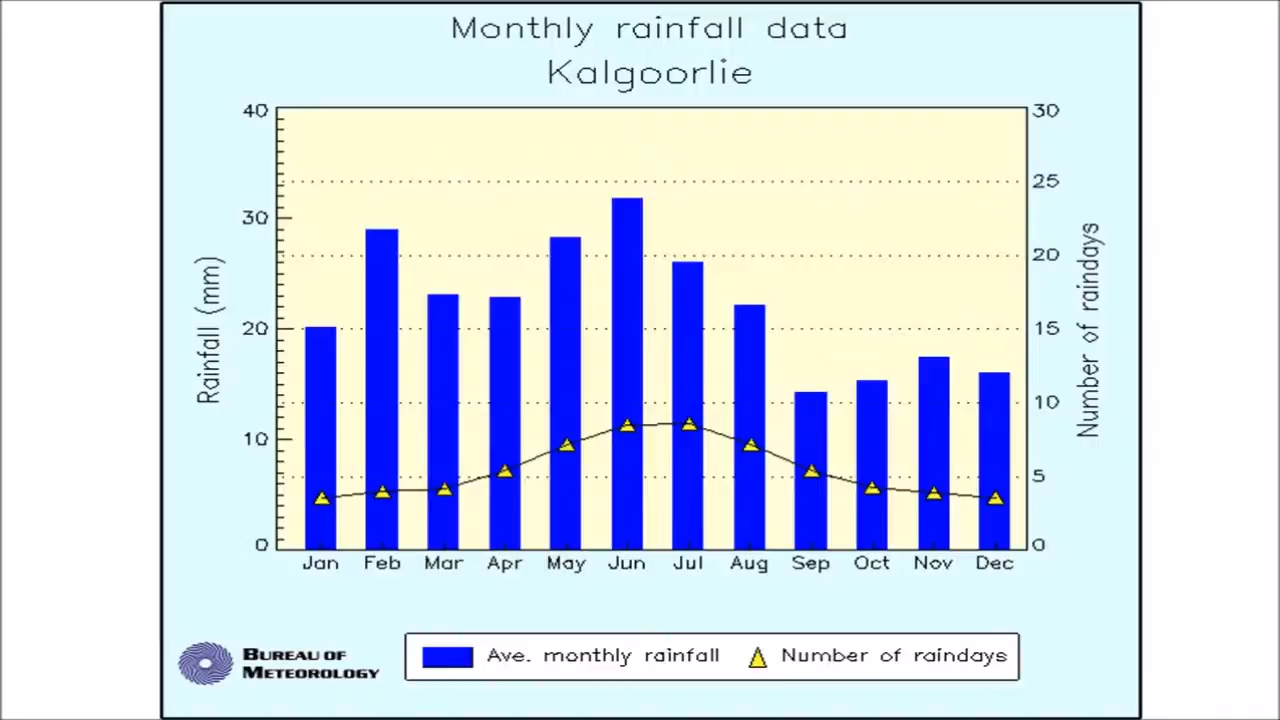 Monthly rainfall data
Kalgoorlie
40
30
20
10
0
Rainfall (mm)
30
25
20
15
10
5
0
Number of raindays
Jan Feb Mar Apr May Jun Jul Aug Sep Oct Nov Dec
BUREAU OF
METEOROLOGY
Ave. monthly rainfall
Number of raindays